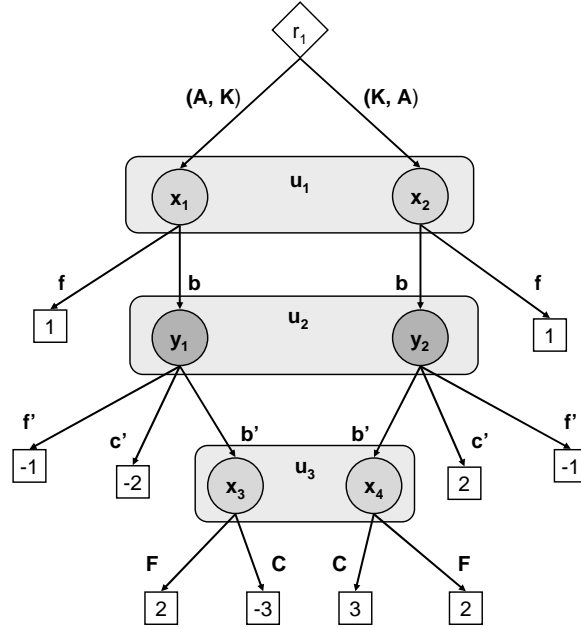 r1
(A, K) (K, A)
u1
x1 x2
f b b f
1 1
u2
y1 y2
f' c' b' b' c' f'
-1 -2 2 -1
u3
x3 x4
F C C F
2 -3 3 2